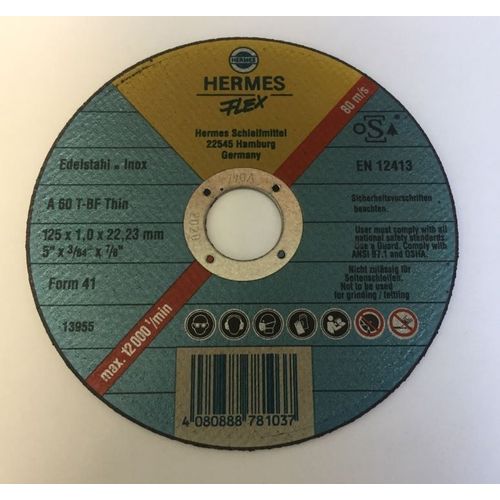 HERMES
HERMES
FLEX
Hermes Schleifmittel
22545 Hamburg
Germany
80 m/s
oSa
Edelstahl - Inox
EN 12413
A 60 T-BF Thin
125 x 1,0 x 22,23 mm
5" x 3/64" x 7/8"
Form 41
13955
Sicherheitsvorschriften
beachten.
User must comply with all
national safety standards.
Use a Guard. Comply with
ANSI B7.1 and OSHA.
Nicht zulässig für
Seitenschleifen.
Not to be used
for grinding / fettling
max. 12 000 1/min
2020
4 080888 781037